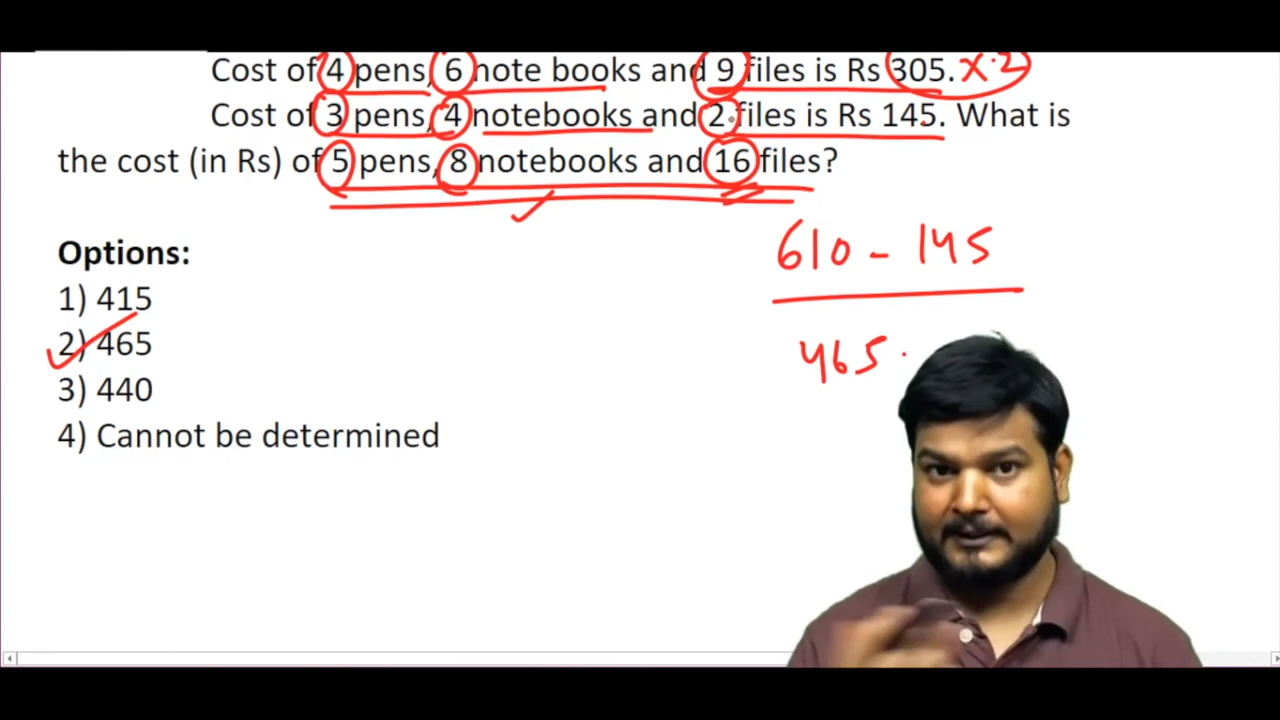 Cost of 4 pens, 6 note books and 9 files is Rs 305. x 2
Cost of 3 pens, 4 notebooks and 2 files is Rs 145. What is
the cost (in Rs) of 5 pens, 8 notebooks and 16 files?
610 - 145
Options:
1) 415
2) 465
465.
3) 440
4) Cannot be determined